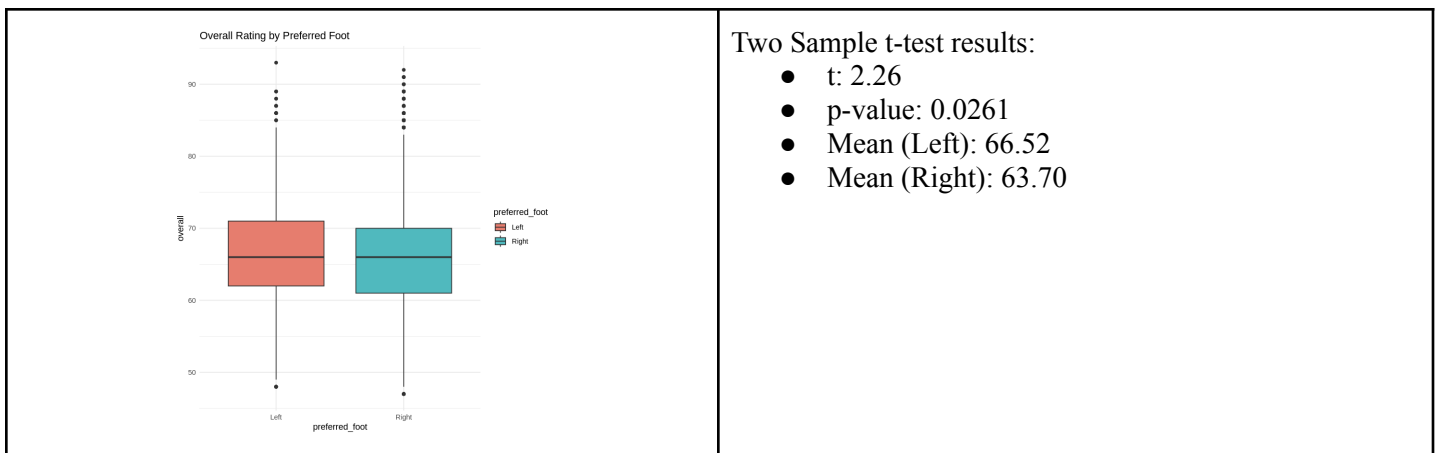 Overall Rating by Preferred Foot
90
80
70
60
50
overall
Left
Right
preferred_foot
preferred_foot
Left
Right
Two Sample t-test results:
● t: 2.26
● p-value: 0.0261
● Mean (Left): 66.52
● Mean (Right): 63.70